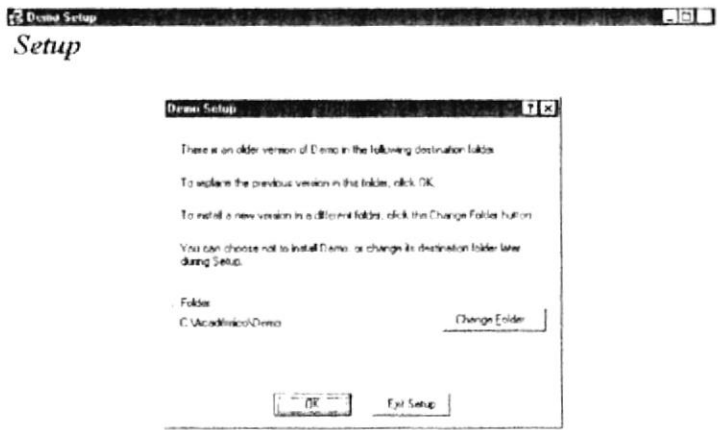 Demo Setup
Setup
Demo Setup
There is an older version of Demo in the following destination folder.
To replace the previous version in this folder, click OK.
To install a new version in a different folder, click the Change Folder button
You can choose not to install Demo, or change its destination folder later
during Setup.
Folder
Change Folder
OK
Exit Setup